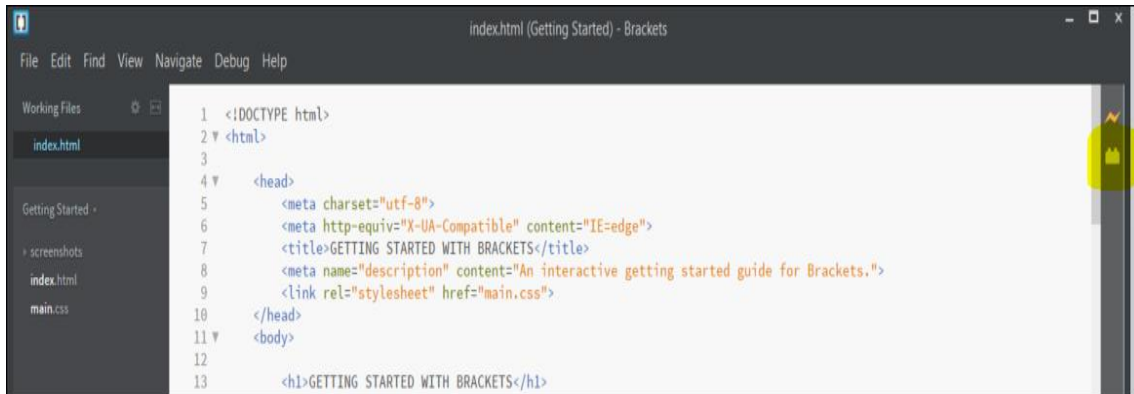 index.html (Getting Started) - Brackets
File Edit Find View Navigate Debug Help
Working Files
index.html
Getting Started
screenshots
index.html
main.css
1 <!DOCTYPE html>
2 <html>
3
4 <head>
5 <meta charset="utf-8">
6 <meta http-equiv="X-UA-Compatible" content="IE=edge">
7 <title>GETTING STARTED WITH BRACKETS</title>
8 <meta name="description" content="An interactive getting started guide for Brackets.">
9 <link rel="stylesheet" href="main.css">
10 </head>
11 <body>
12
13 <h1>GETTING STARTED WITH BRACKETS</h1>